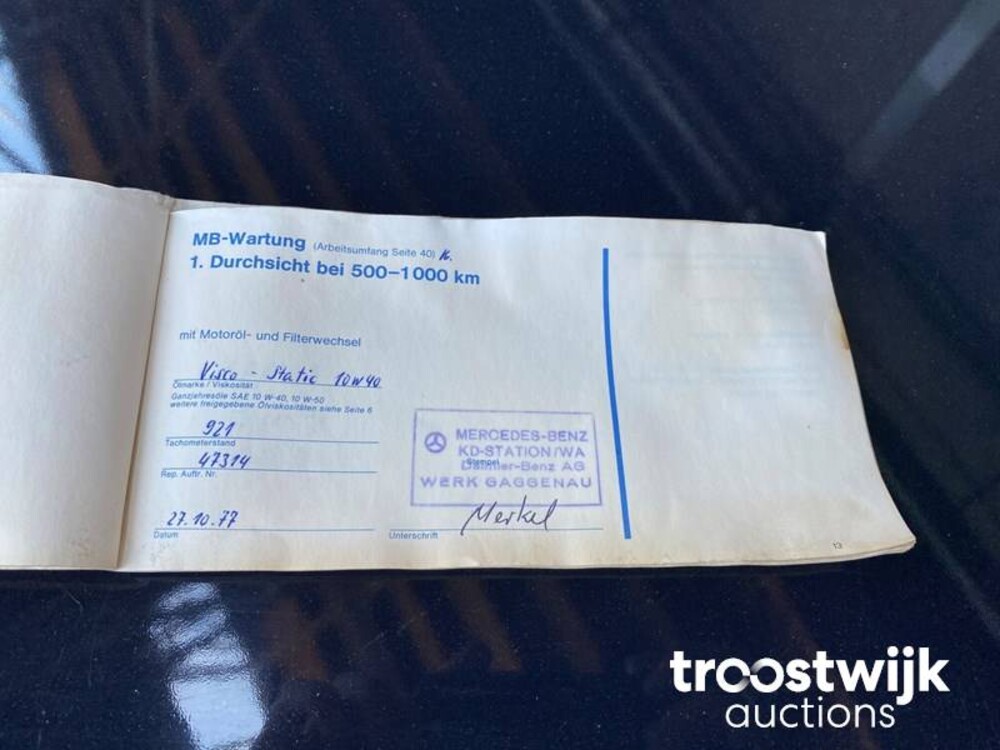 MB-Wartung (Arbeitsumfang Seite 40)
1. Durchsicht bei 500–1000 km
mit Motoröl- und Filterwechsel
Visco - Static 10W40
Ölmarke / Viskosität
Ganzjahresöle SAE 10 W-40, 10 W-50
weitere freigegebene Ölviskositäten siehe Seite 6
921
Tachometerstand
47314
Rep. Auftr. Nr.
27.10.77
Datum
MERCEDES-BENZ
KD-STATION/WA
Stempel
Daimler-Benz AG
WERK GAGGENAU
Merkel
Unterschrift
13
troostwijk
auctions